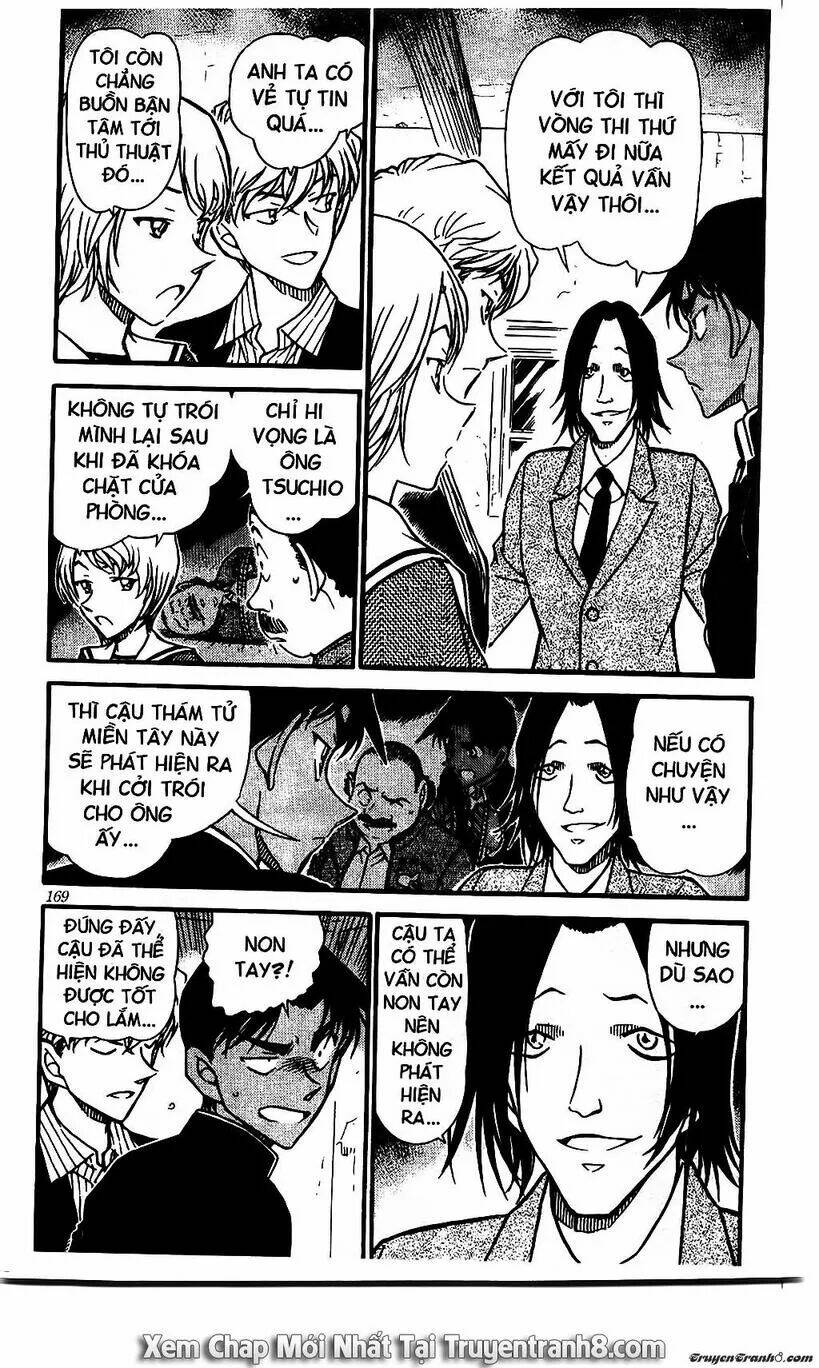 VỚI TÔI THÌ
VÒNG THI THỨ
MẤY ĐI NỮA
KẾT QUẢ VẪN
VẬY THÔI...
ANH TA CÓ
VẺ TỰ TIN
QUÁ...
TÔI CÒN
CHẲNG
BUỒN BẬN
TÂM TỚI
THỦ THUẬT
ĐÓ...
CHỈ HI
VỌNG LÀ
ÔNG
TSUCHIO
...
KHÔNG TỰ TRÓI
MÌNH LẠI SAU
KHI ĐÃ KHÓA
CHẶT CỬA
PHÒNG...
NẾU CÓ
CHUYỆN
NHƯ VẬY
...
THÌ CẬU THÁM TỬ
MIỀN TÂY NÀY
SẼ PHÁT HIỆN RA
KHI CỞI TRÓI
CHO ÔNG
ẤY...
169
NHƯNG
DÙ SAO
...
CẬU TA
CÓ THỂ
VẪN CÒN
NON TAY
NÊN
KHÔNG
PHÁT
HIỆN
RA...
NON
TAY?!
ĐÚNG ĐẤY,
CẬU ĐÃ THỂ
HIỆN KHÔNG
ĐƯỢC TỐT
CHO LẮM...
Xem Chap Mới Nhất Tại Truyentranh8.com
TruyenTranh8.com